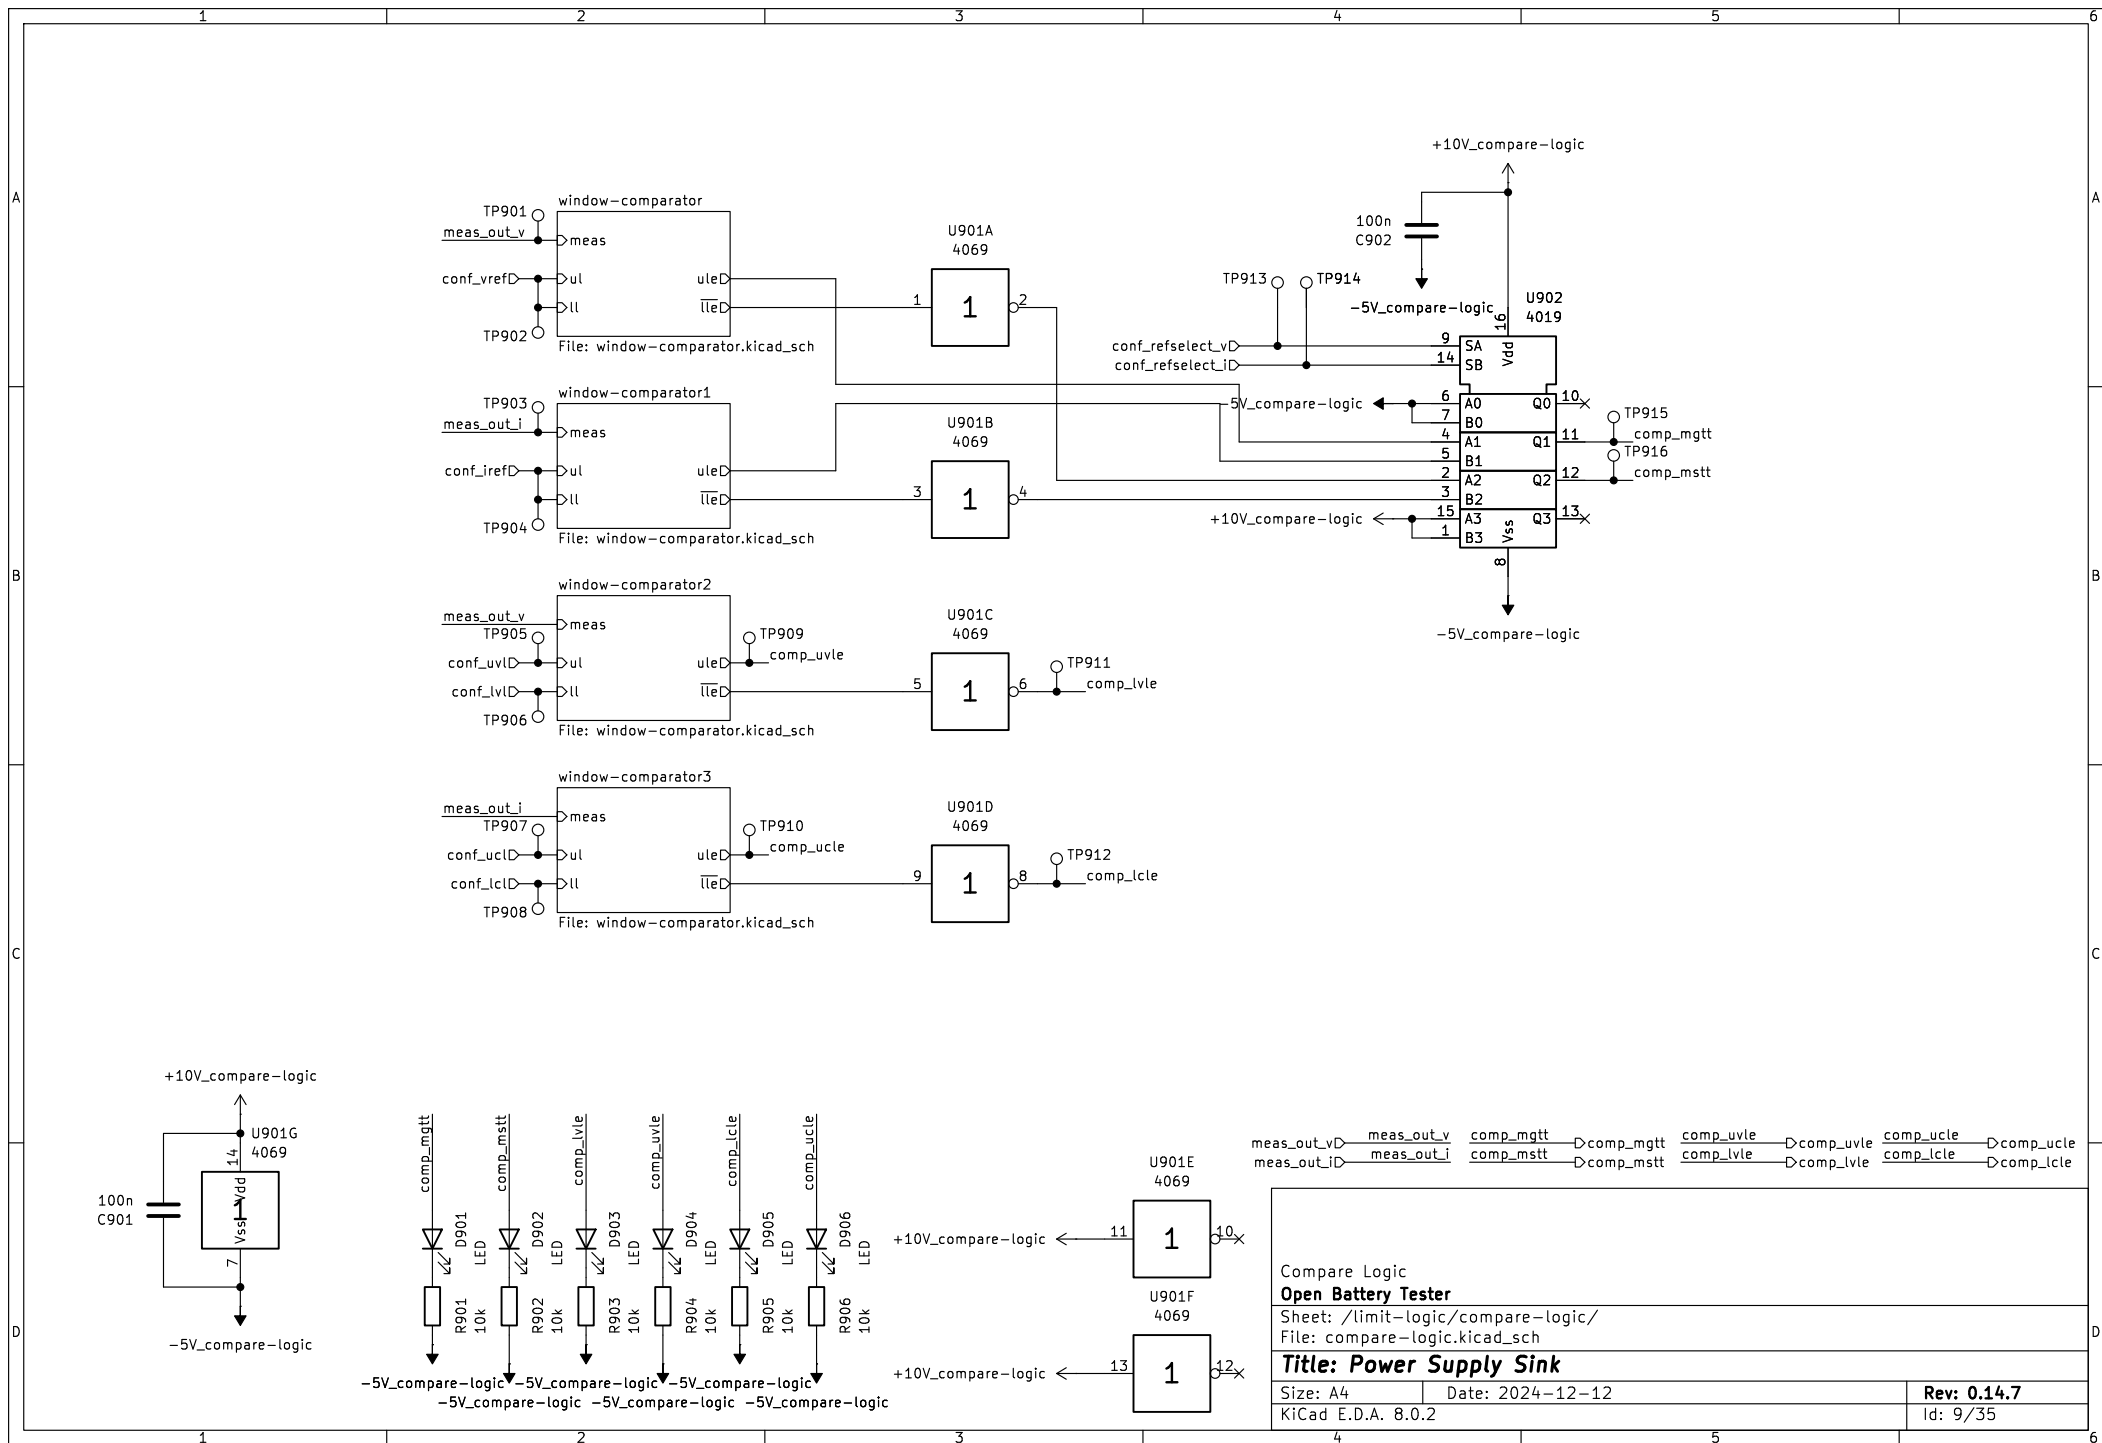 1 2 3 4 5 6
A
B
C
D
A
B
C
D
1 2 3 4 5 6
window-comparator
TP901
meas_out_v
meas
conf_vref
ul
ll
TP902
ule
lle
File: window-comparator.kicad_sch
U901A
4069
1
1
2
window-comparator1
TP903
meas_out_i
meas
conf_iref
ul
ll
TP904
ule
lle
File: window-comparator.kicad_sch
U901B
4069
3
1
4
window-comparator2
meas_out_v
meas
TP905
conf_uvl
ul
conf_lvl
ll
TP906
ule
lle
TP909
comp_uvle
File: window-comparator.kicad_sch
U901C
4069
5
1
6
TP911
comp_lvle
window-comparator3
meas_out_i
meas
TP907
conf_ucl
ul
conf_lcl
ll
TP908
ule
lle
TP910
comp_ucle
File: window-comparator.kicad_sch
U901D
4069
9
1
8
TP912
comp_lcle
+10V_compare-logic
100n
C902
-5V_compare-logic
TP913
TP914
U902
4019
16
Vdd
conf_refselect_v
9
SA
conf_refselect_i
14
SB
-5V_compare-logic
6
A0
Q0
10
7
B0
4
A1
Q1
11
5
B1
2
A2
Q2
12
3
B2
+10V_compare-logic
15
A3
Q3
13
1
B3
Vss
8
-5V_compare-logic
TP915
comp_mgtt
TP916
comp_mstt
+10V_compare-logic
U901G
4069
14
Vdd
1
Vss
7
100n
C901
-5V_compare-logic
comp_mgtt
comp_mstt
comp_lvle
comp_uvle
comp_lcle
comp_ucle
D901
LED
D902
LED
D903
LED
D904
LED
D905
LED
D906
LED
R901
10k
R902
10k
R903
10k
R904
10k
R905
10k
R906
10k
-5V_compare-logic -5V_compare-logic -5V_compare-logic
-5V_compare-logic -5V_compare-logic -5V_compare-logic
U901E
4069
+10V_compare-logic
11
1
10
U901F
4069
+10V_compare-logic
13
1
12
meas_out_v meas_out_v comp_mgtt comp_mgtt comp_uvle comp_uvle comp_ucle comp_ucle
meas_out_i meas_out_i comp_mstt comp_mstt comp_lvle comp_lvle comp_lcle comp_lcle
Compare Logic
Open Battery Tester
Sheet: /limit-logic/compare-logic/
File: compare-logic.kicad_sch
Title: Power Supply Sink
Size: A4 Date: 2024-12-12 Rev: 0.14.7
KiCad E.D.A. 8.0.2 Id: 9/35